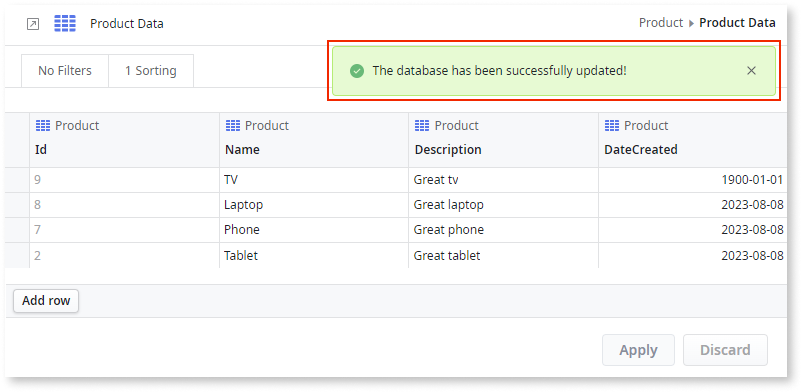 Product Data
Product Product Data
No Filters 1 Sorting
The database has been successfully updated!
Product Product Product Product
Id Name Description DateCreated
9 TV Great tv 1900-01-01
8 Laptop Great laptop 2023-08-08
7 Phone Great phone 2023-08-08
2 Tablet Great tablet 2023-08-08
Add row
Apply Discard